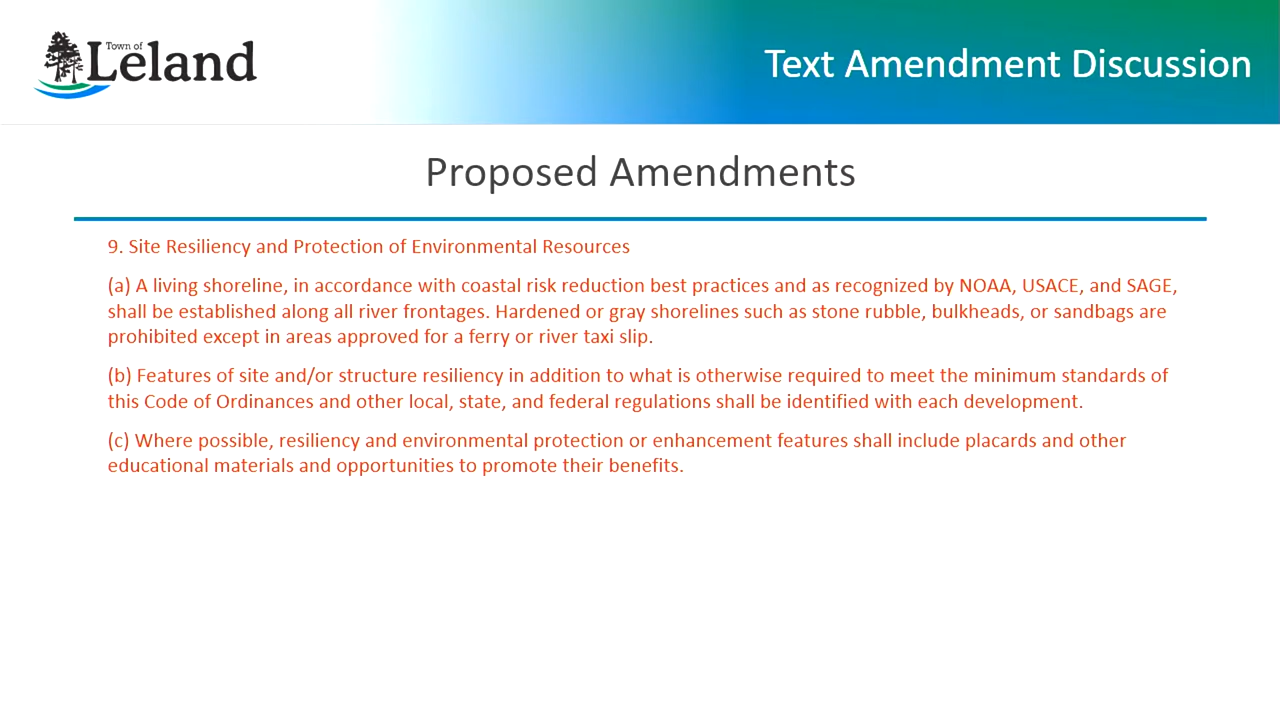 Town of
Leland
Text Amendment Discussion
Proposed Amendments
9. Site Resiliency and Protection of Environmental Resources
(a) A living shoreline, in accordance with coastal risk reduction best practices and as recognized by NOAA, USACE, and SAGE,
shall be established along all river frontages. Hardened or gray shorelines such as stone rubble, bulkheads, or sandbags are
prohibited except in areas approved for a ferry or river taxi slip.
(b) Features of site and/or structure resiliency in addition to what is otherwise required to meet the minimum standards of
this Code of Ordinances and other local, state, and federal regulations shall be identified with each development.
(c) Where possible, resiliency and environmental protection or enhancement features shall include placards and other
educational materials and opportunities to promote their benefits.